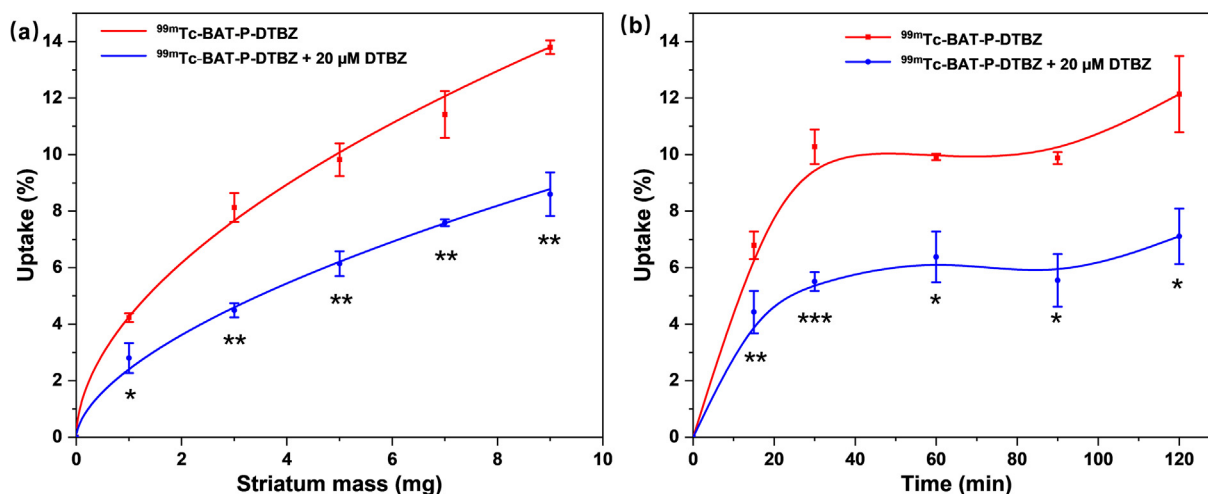 (a)
⁹⁹ᵐTc-BAT-P-DTBZ
⁹⁹ᵐTc-BAT-P-DTBZ + 20 μM DTBZ
Uptake (%)
14
12
10
8
6
4
2
0
*
**
**
**
**
0 2 4 6 8 10
Striatum mass (mg)
(b)
⁹⁹ᵐTc-BAT-P-DTBZ
⁹⁹ᵐTc-BAT-P-DTBZ + 20 μM DTBZ
Uptake (%)
14
12
10
8
6
4
2
0
**
***
*
*
*
0 20 40 60 80 100 120
Time (min)